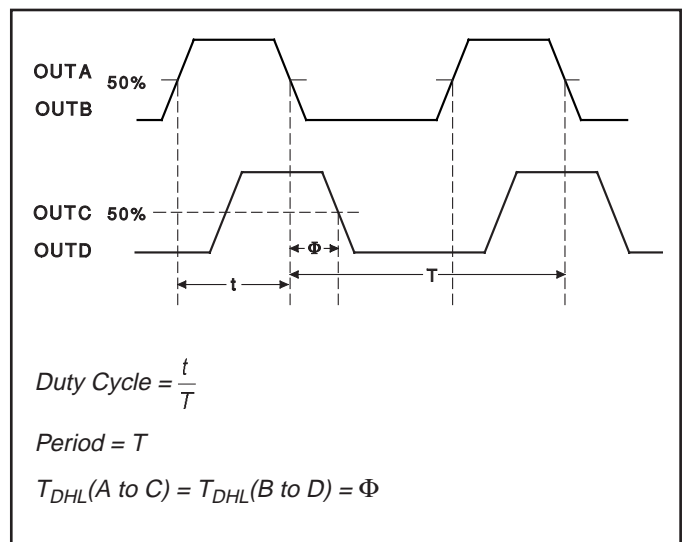 OUTA 50%
OUTB
OUTC 50%
OUTD
Φ
T
t
Duty Cycle = t/T
Period = T
T_DHL(A to C) = T_DHL(B to D) = Φ